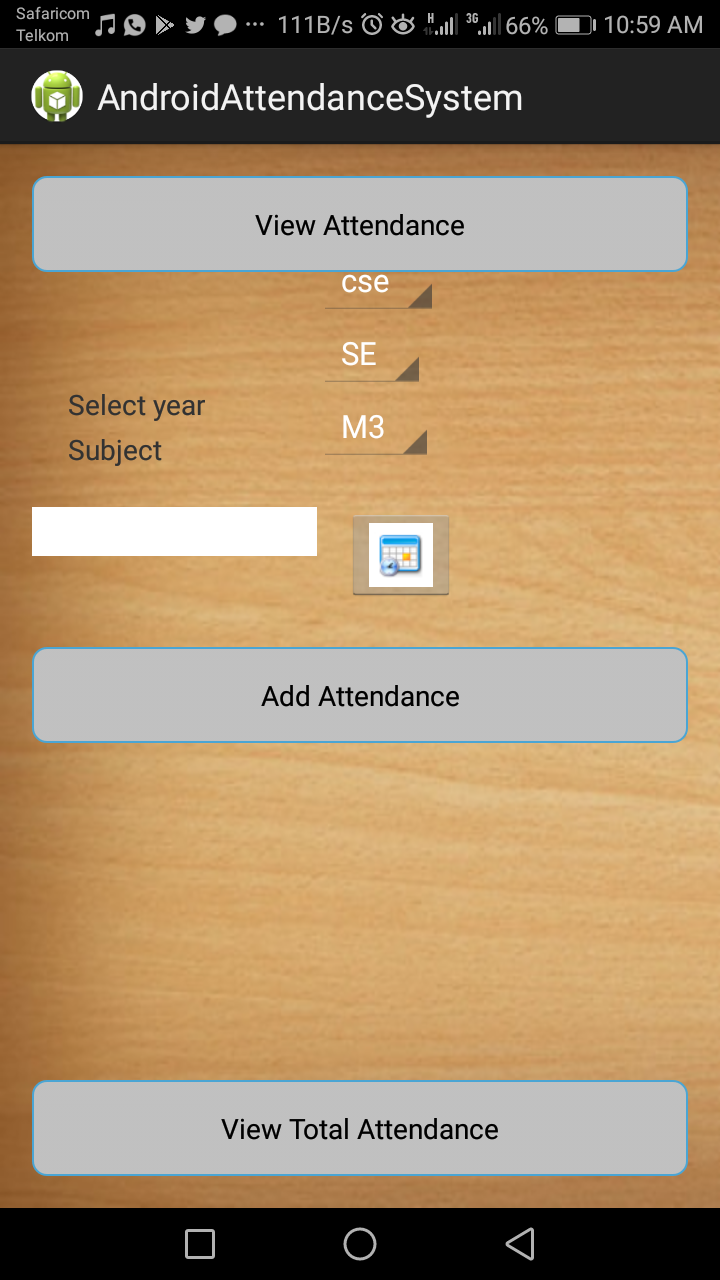 Safaricom
Telkom
111B/s H 3G 66% 10:59 AM
AndroidAttendanceSystem
View Attendance
cse
SE
Select year
M3
Subject
Add Attendance
View Total Attendance